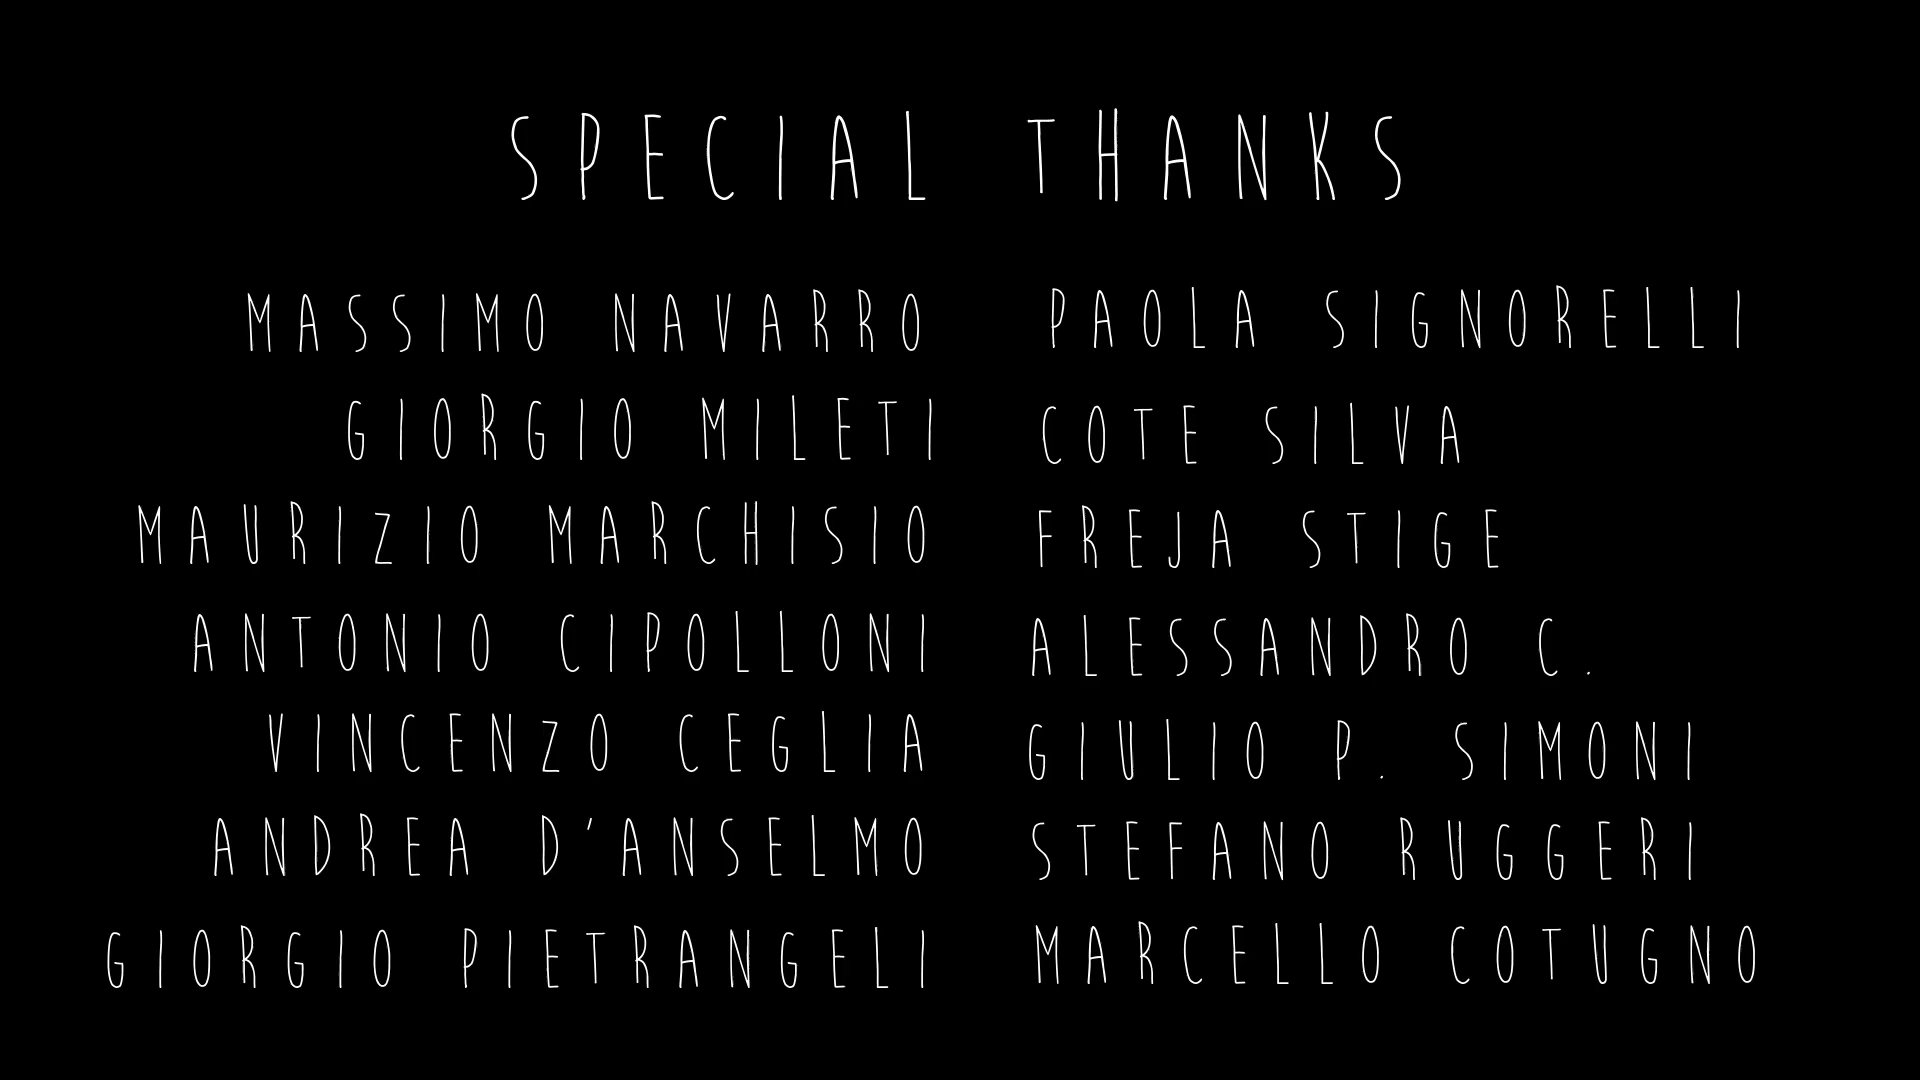 SPECIAL THANKS
MASSIMO NAVARRO
GIORGIO MILETI
MAURIZIO MARCHISIO
ANTONIO CIPOLLONI
VINCENZO CEGLIA
ANDREA D'ANSELMO
GIORGIO PIETRANGELI
PAOLA SIGNORELLI
COTE SILVA
FREJA STIGE
ALESSANDRO C.
GIULIO P. SIMONI
STEFANO RUGGERI
MARCELLO COTUGNO